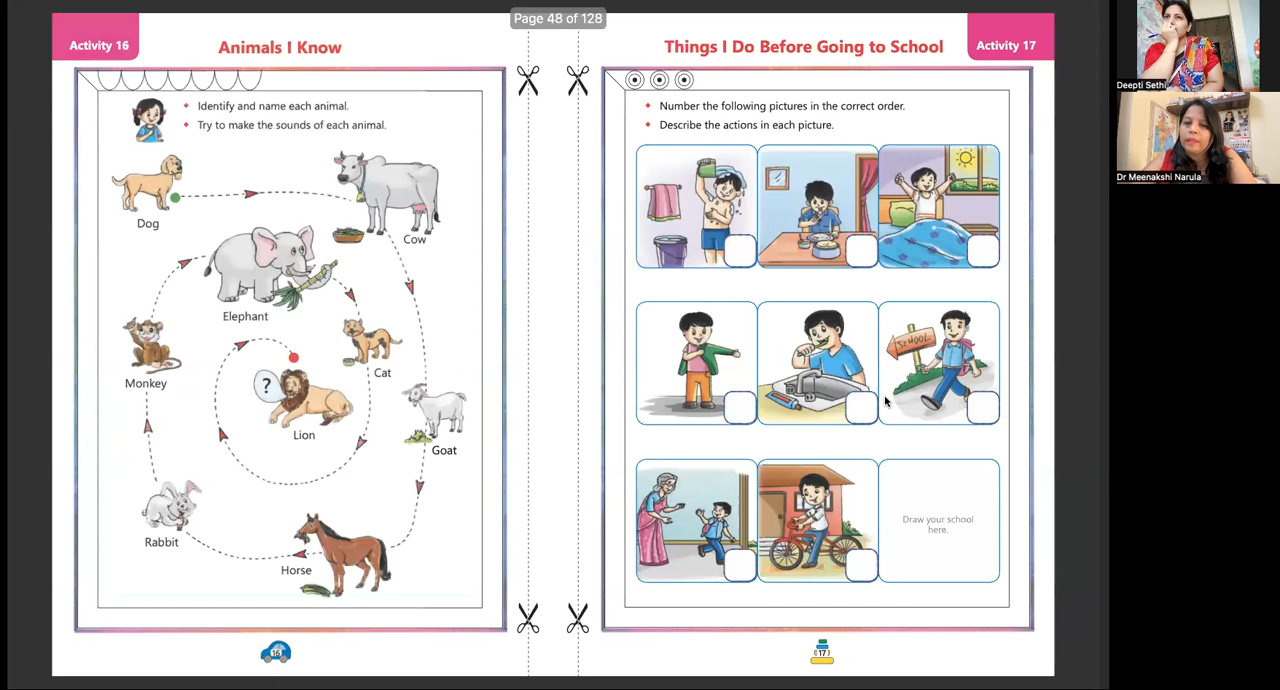 Page 48 of 128
Activity 16
Animals I Know
Identify and name each animal.
Try to make the sounds of each animal.
Dog
Cow
Elephant
Monkey
Cat
?
Lion
Goat
Rabbit
Horse
16
Things I Do Before Going to School
Activity 17
Number the following pictures in the correct order.
Describe the actions in each picture.
SCHOOL
Draw your school
here.
17
Deepti Sethi
Dr Meenakshi Narula